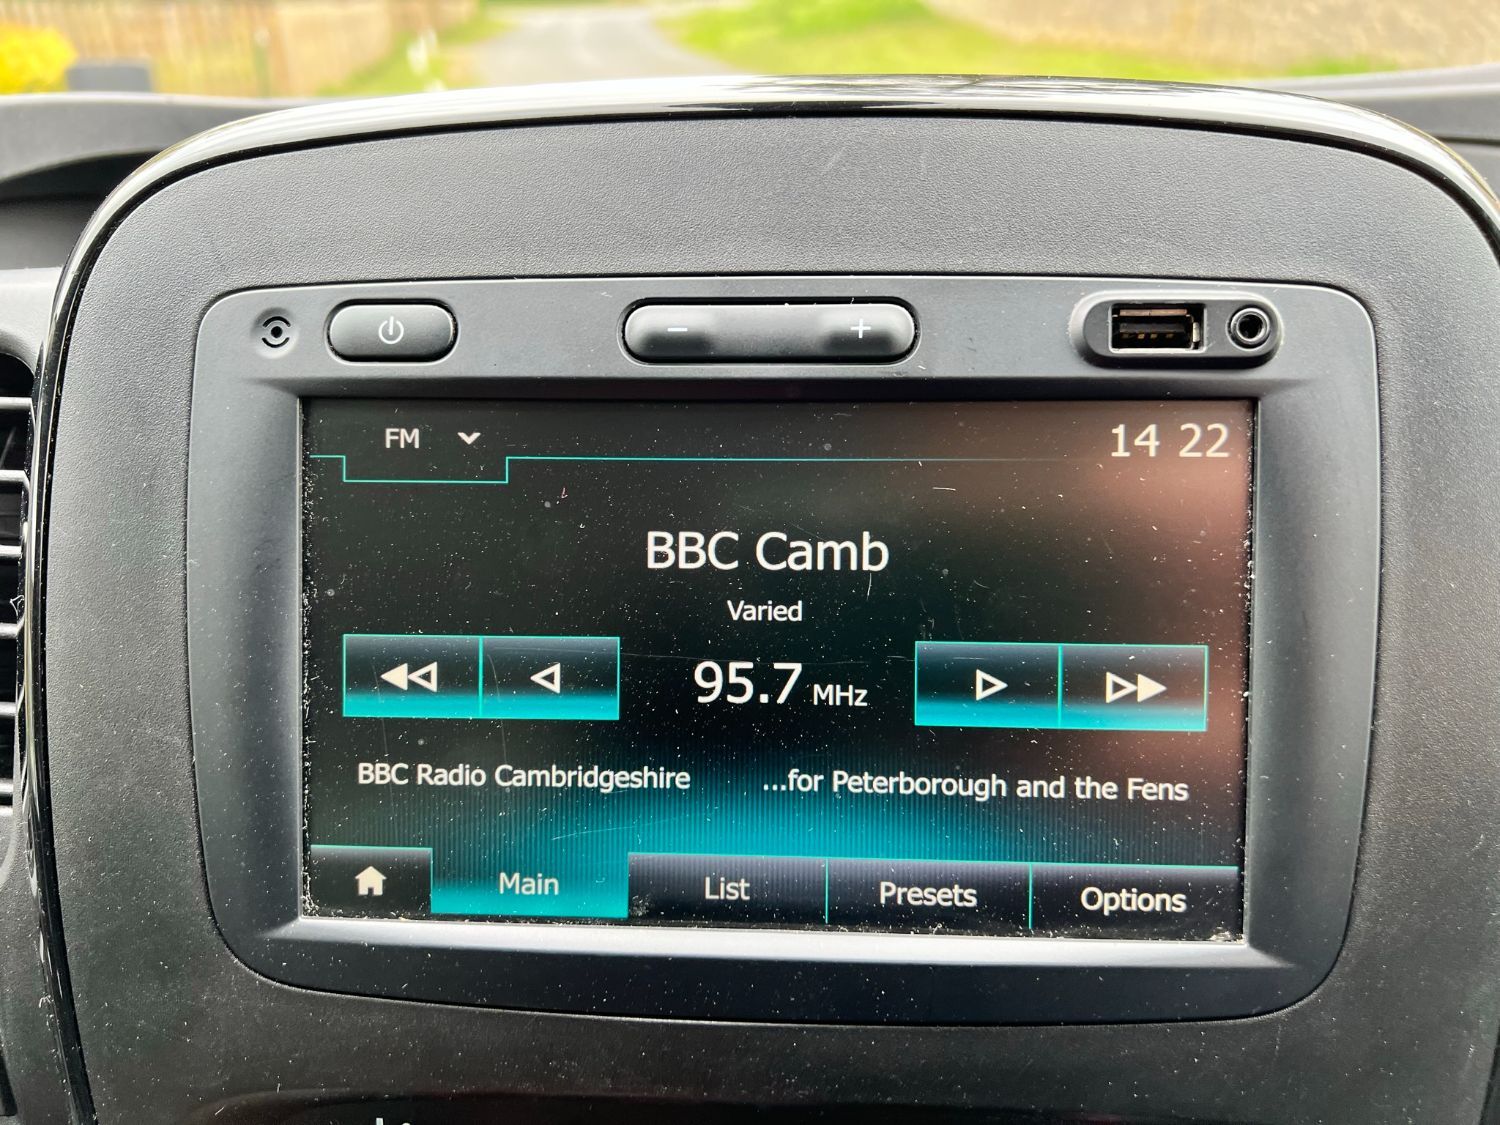 FM
14 22
BBC Camb
Varied
95.7 MHz
BBC Radio Cambridgeshire
...for Peterborough and the Fens
Main
List
Presets
Options